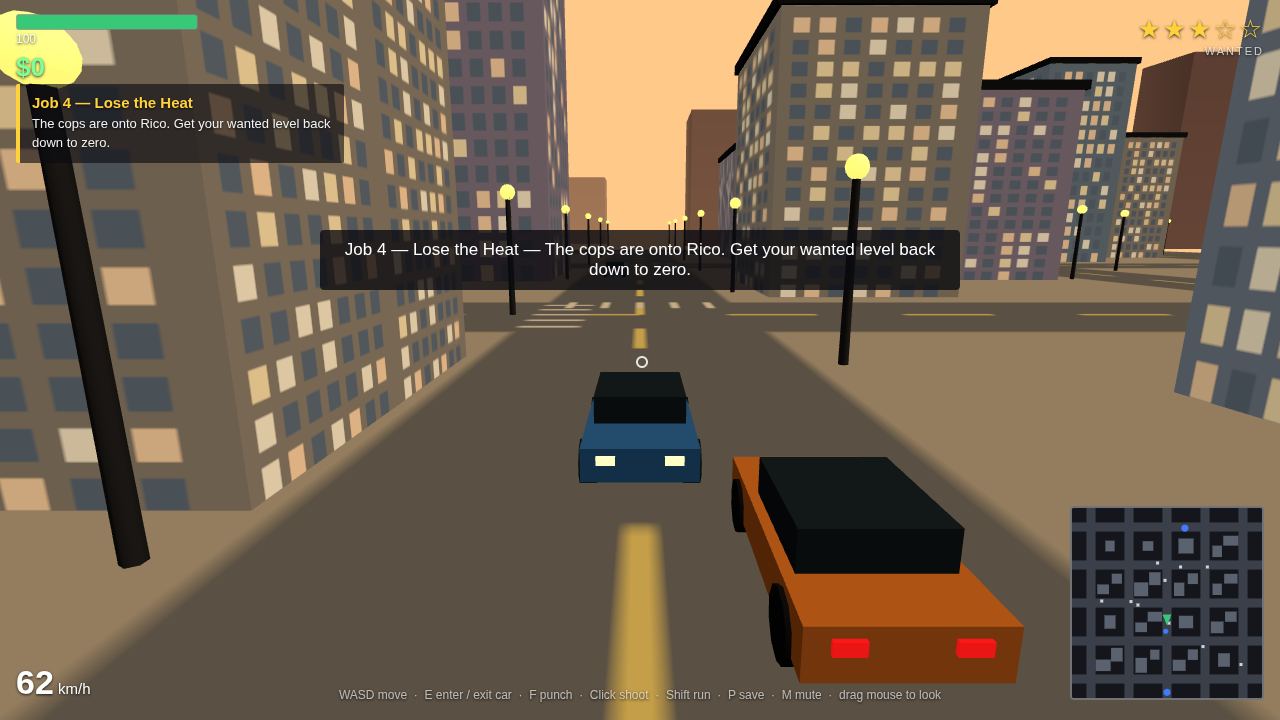 100
$0
Job 4 — Lose the Heat
The cops are onto Rico. Get your wanted level back
down to zero.
★★★☆☆
WANTED
Job 4 — Lose the Heat — The cops are onto Rico. Get your wanted level back
down to zero.
62 km/h
WASD move · E enter / exit car · F punch · Click shoot · Shift run · P save · M mute · drag mouse to look